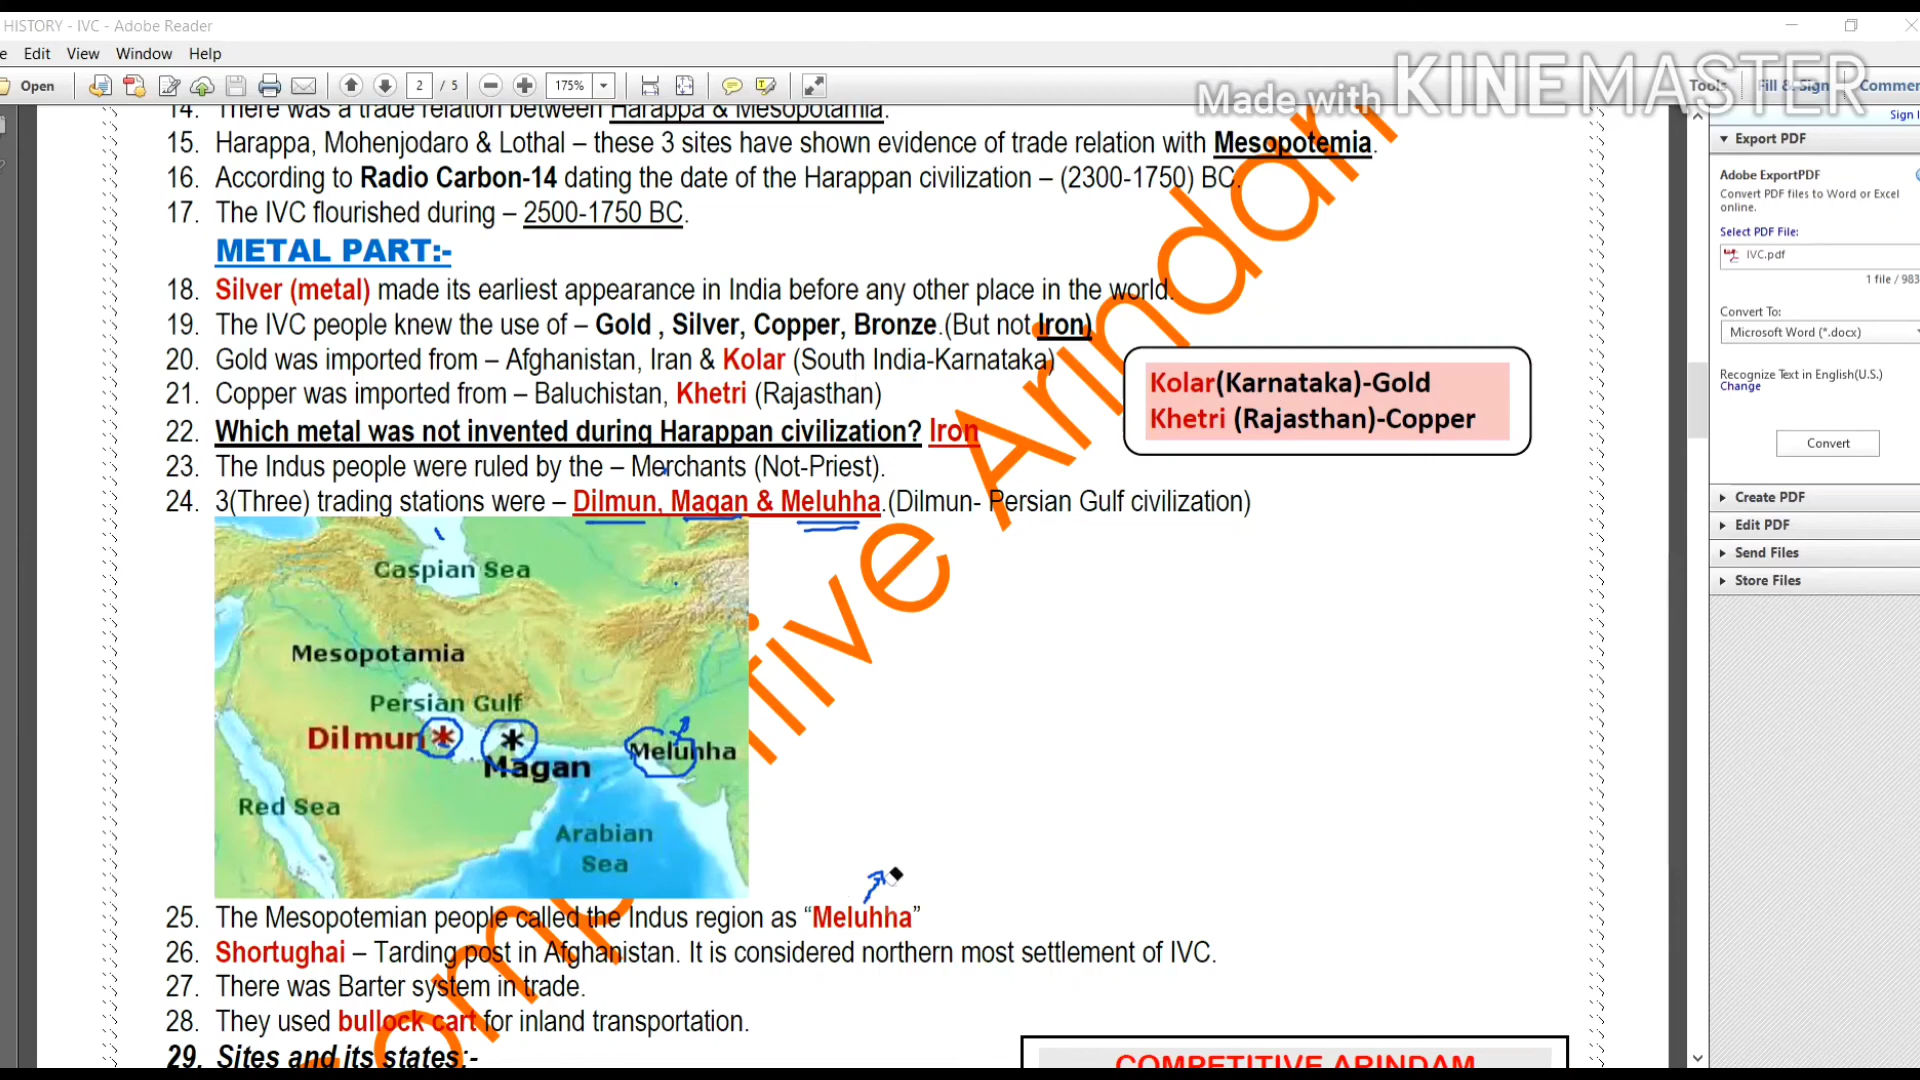 HISTORY - IVC - Adobe Reader
e Edit View Window Help
Open 2 / 5 175% Tools Fill & Sign Commer
Made with KINEMASTER
Sign I
14. There was a trade relation between Harappa & Mesopotamia.
15. Harappa, Mohenjodaro & Lothal – these 3 sites have shown evidence of trade relation with Mesopotemia.
16. According to Radio Carbon-14 dating the date of the Harappan civilization – (2300-1750) BC.
17. The IVC flourished during – 2500-1750 BC.
METAL PART:-
18. Silver (metal) made its earliest appearance in India before any other place in the world.
19. The IVC people knew the use of – Gold , Silver, Copper, Bronze.(But not Iron)
20. Gold was imported from – Afghanistan, Iran & Kolar (South India-Karnataka)
21. Copper was imported from – Baluchistan, Khetri (Rajasthan)
Kolar(Karnataka)-Gold
Khetri (Rajasthan)-Copper
22. Which metal was not invented during Harappan civilization? Iron
23. The Indus people were ruled by the – Merchants (Not-Priest).
24. 3(Three) trading stations were – Dilmun, Magan & Meluhha.(Dilmun- Persian Gulf civilization)
Caspian Sea
Mesopotamia
Persian Gulf
Dilmun*
*
Magan
Meluhha
Red Sea
Arabian
Sea
25. The Mesopotemian people called the Indus region as “Meluhha”
26. Shortughai – Tarding post in Afghanistan. It is considered northern most settlement of IVC.
27. There was Barter system in trade.
28. They used bullock cart for inland transportation.
29. Sites and its states:-
COMPETITIVE ARINDAM
ive Arindam
Export PDF
Adobe ExportPDF
Convert PDF files to Word or Excel
online.
Select PDF File:
IVC.pdf
1 file / 983
Convert To:
Microsoft Word (*.docx)
Recognize Text in English(U.S.)
Change
Convert
Create PDF
Edit PDF
Send Files
Store Files